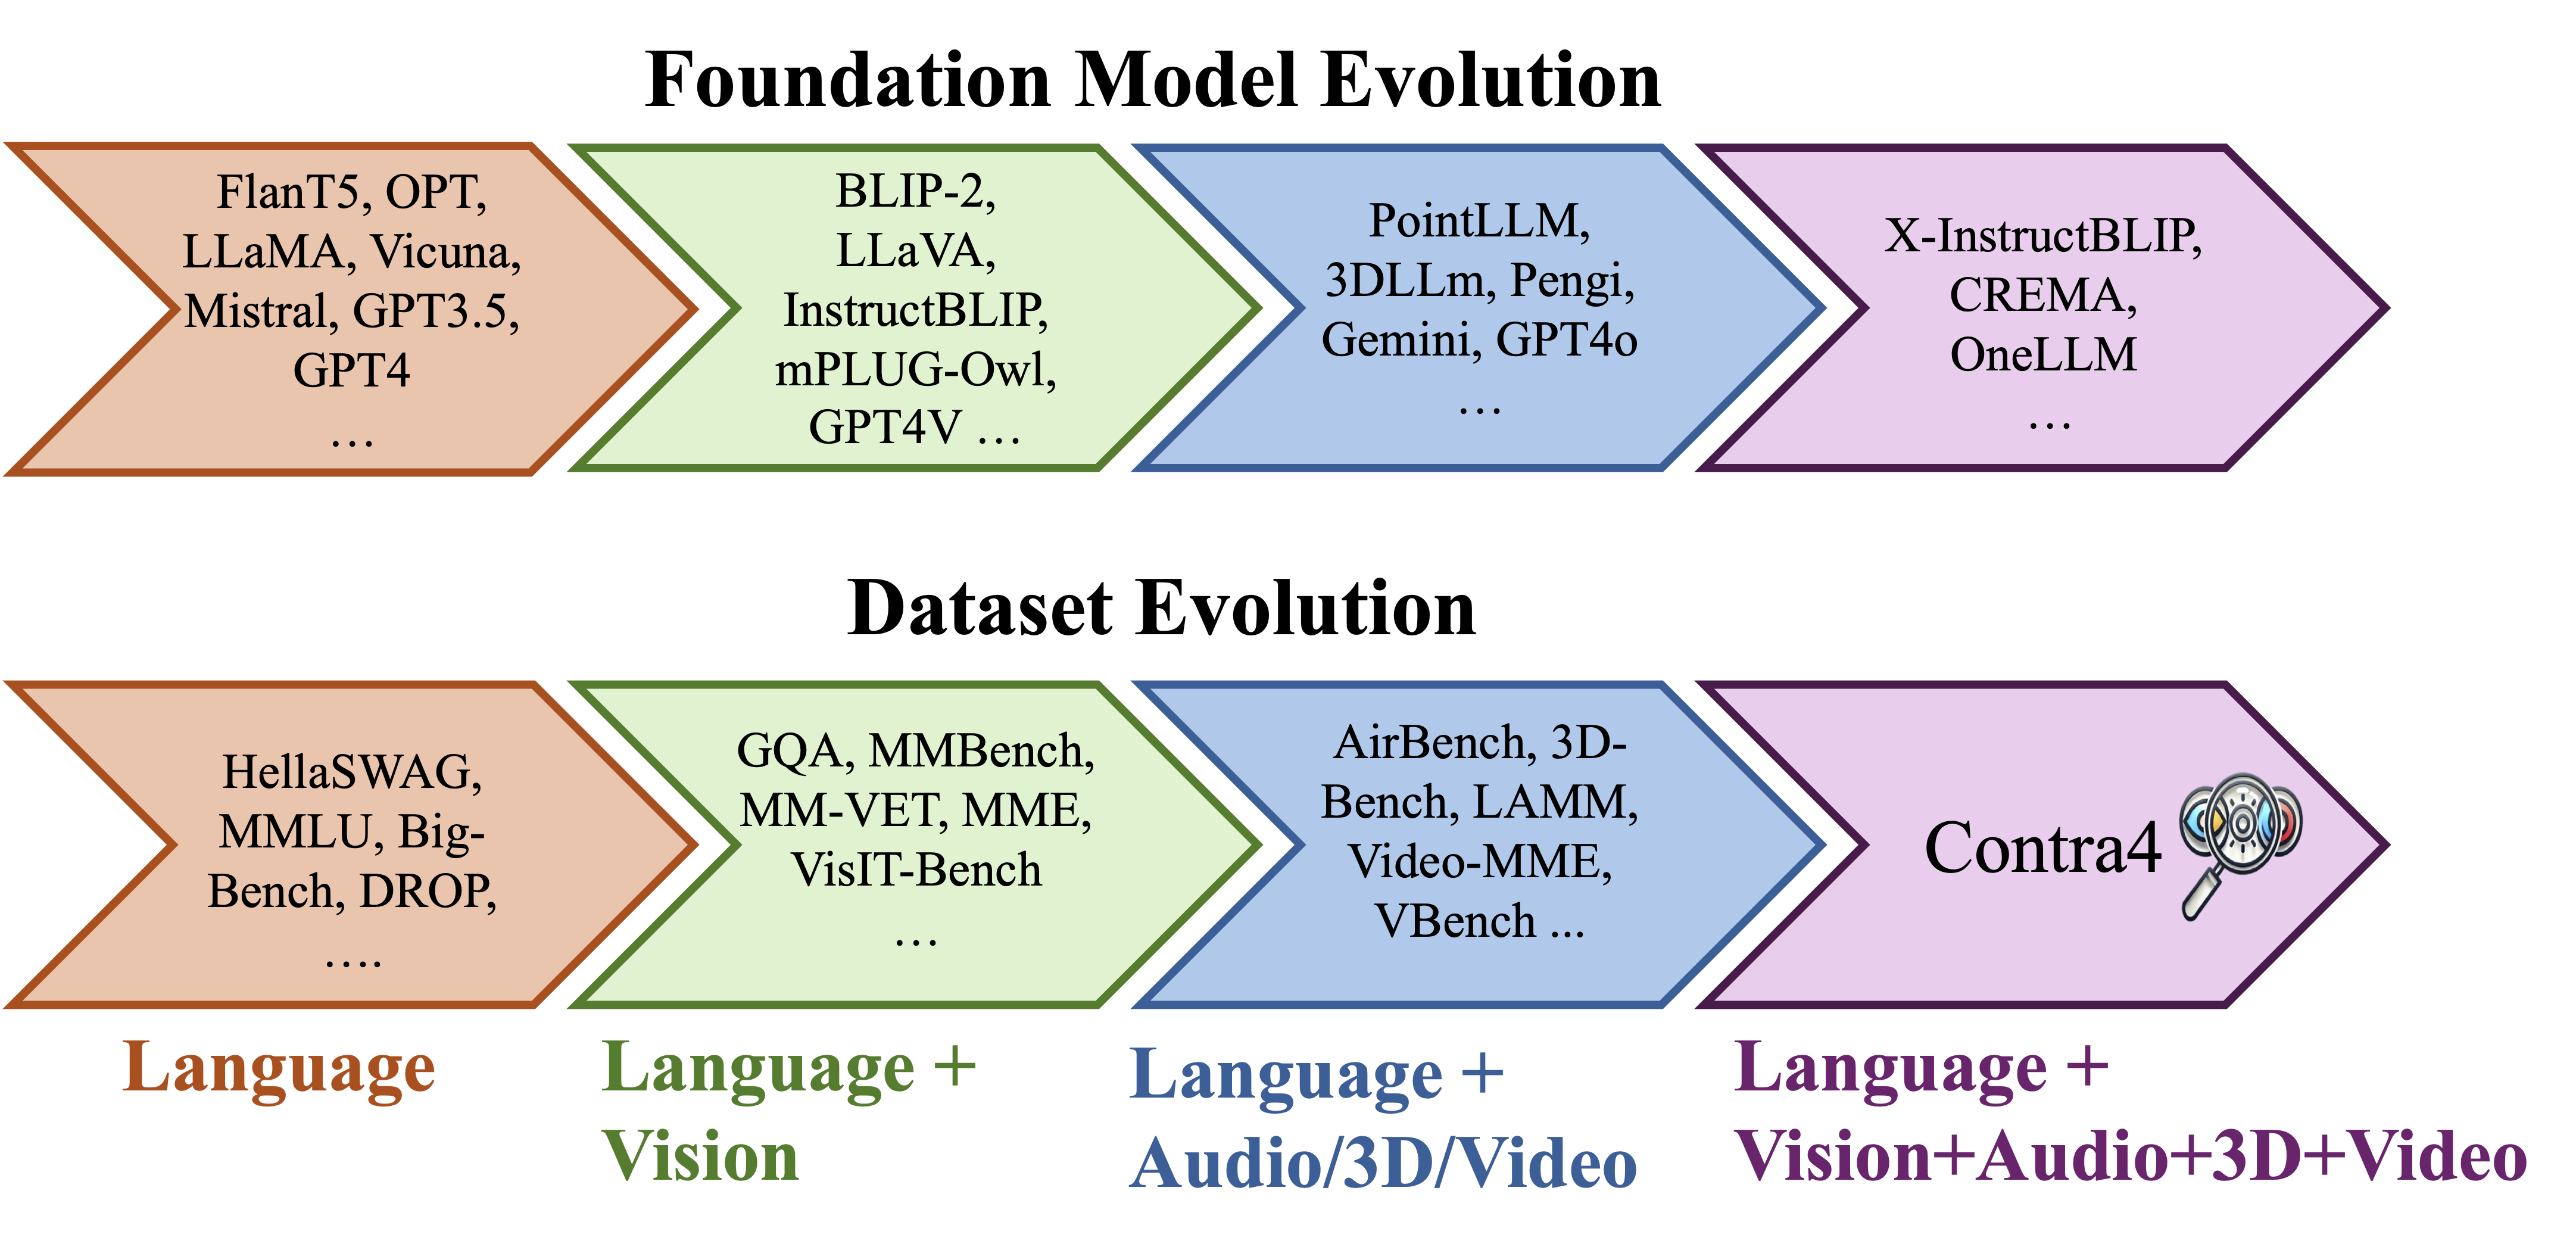 Foundation Model Evolution
FlanT5, OPT,
LLaMA, Vicuna,
Mistral, GPT3.5,
GPT4
…
BLIP-2,
LLaVA,
InstructBLIP,
mPLUG-Owl,
GPT4V …
PointLLM,
3DLLm, Pengi,
Gemini, GPT4o
…
X-InstructBLIP,
CREMA,
OneLLM
…
Dataset Evolution
HellaSWAG,
MMLU, Big-
Bench, DROP,
….
GQA, MMBench,
MM-VET, MME,
VisIT-Bench
…
AirBench, 3D-
Bench, LAMM,
Video-MME,
VBench ...
Contra4
Language
Language +
Vision
Language +
Audio/3D/Video
Language +
Vision+Audio+3D+Video